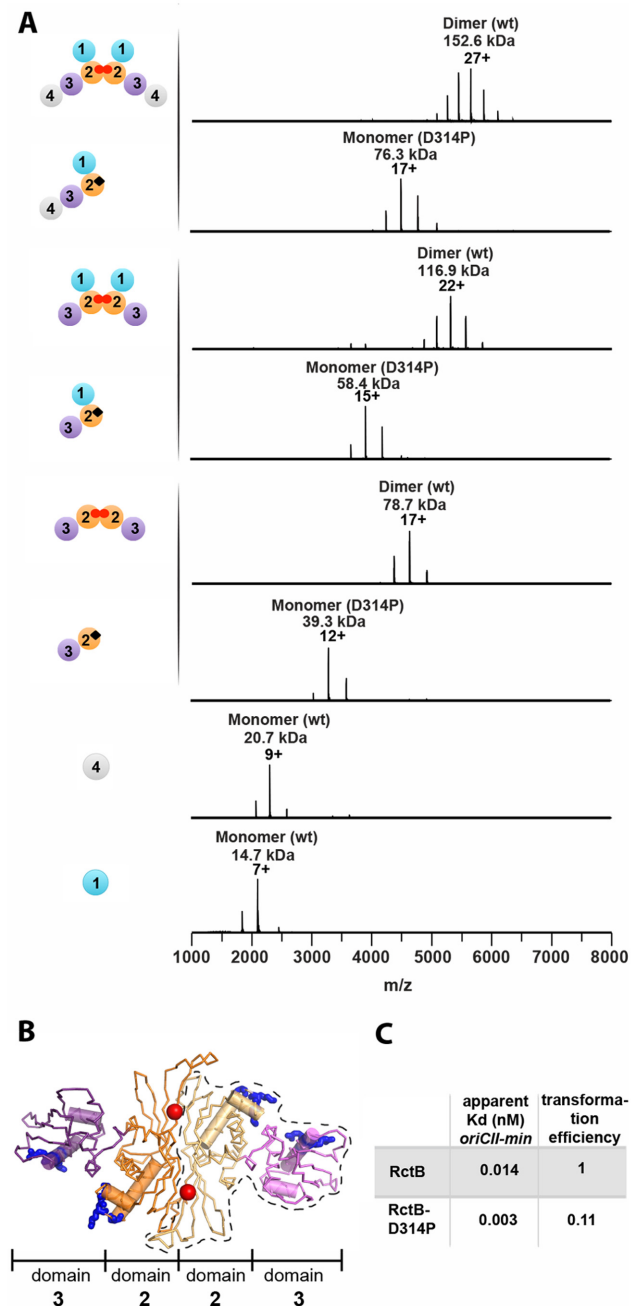 A
1 1
2 2
3 3
4 4
Dimer (wt)
152.6 kDa
27+
1
2
3
4
Monomer (D314P)
76.3 kDa
17+
1 1
2 2
3 3
Dimer (wt)
116.9 kDa
22+
1
2
3
Monomer (D314P)
58.4 kDa
15+
3 2 2 3
Dimer (wt)
78.7 kDa
17+
2
3
Monomer (D314P)
39.3 kDa
12+
4
Monomer (wt)
20.7 kDa
9+
1
Monomer (wt)
14.7 kDa
7+
1000 2000 3000 4000 5000 6000 7000 8000
m/z
B
domain domain domain domain
3 2 2 3
C
apparent transforma-
Kd (nM) tion
oriCII-min efficiency
RctB 0.014 1
RctB- 0.003 0.11
D314P